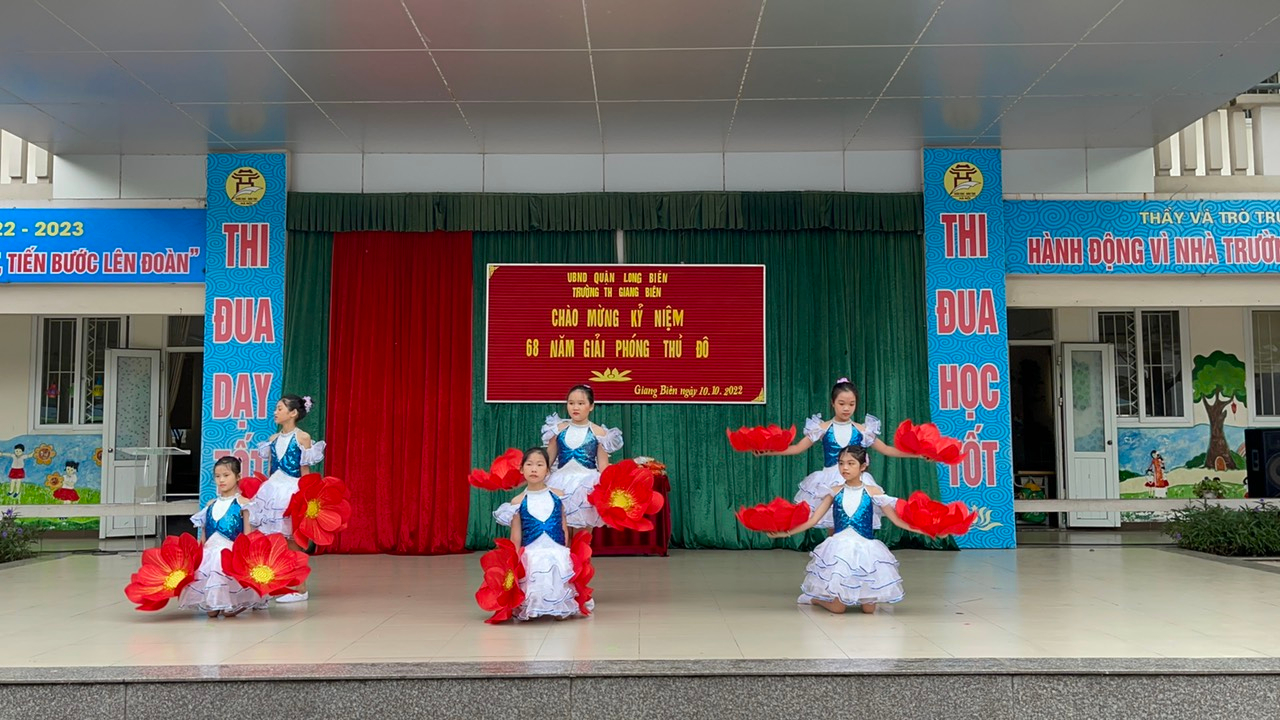 22 - 2023
, TIẾN BƯỚC LÊN ĐOÀN"
THI
ĐUA
DẠY
TỐT
UBND QUẬN LONG BIÊN
TRƯỜNG TH GIANG BIÊN
CHÀO MỪNG KỶ NIỆM
68 NĂM GIẢI PHÓNG THỦ ĐÔ
Giang Biên ngày 10.10.2022
THI
ĐUA
HỌC
TỐT
THẦY VÀ TRÒ TRƯ
HÀNH ĐỘNG VÌ NHÀ TRƯỜNG